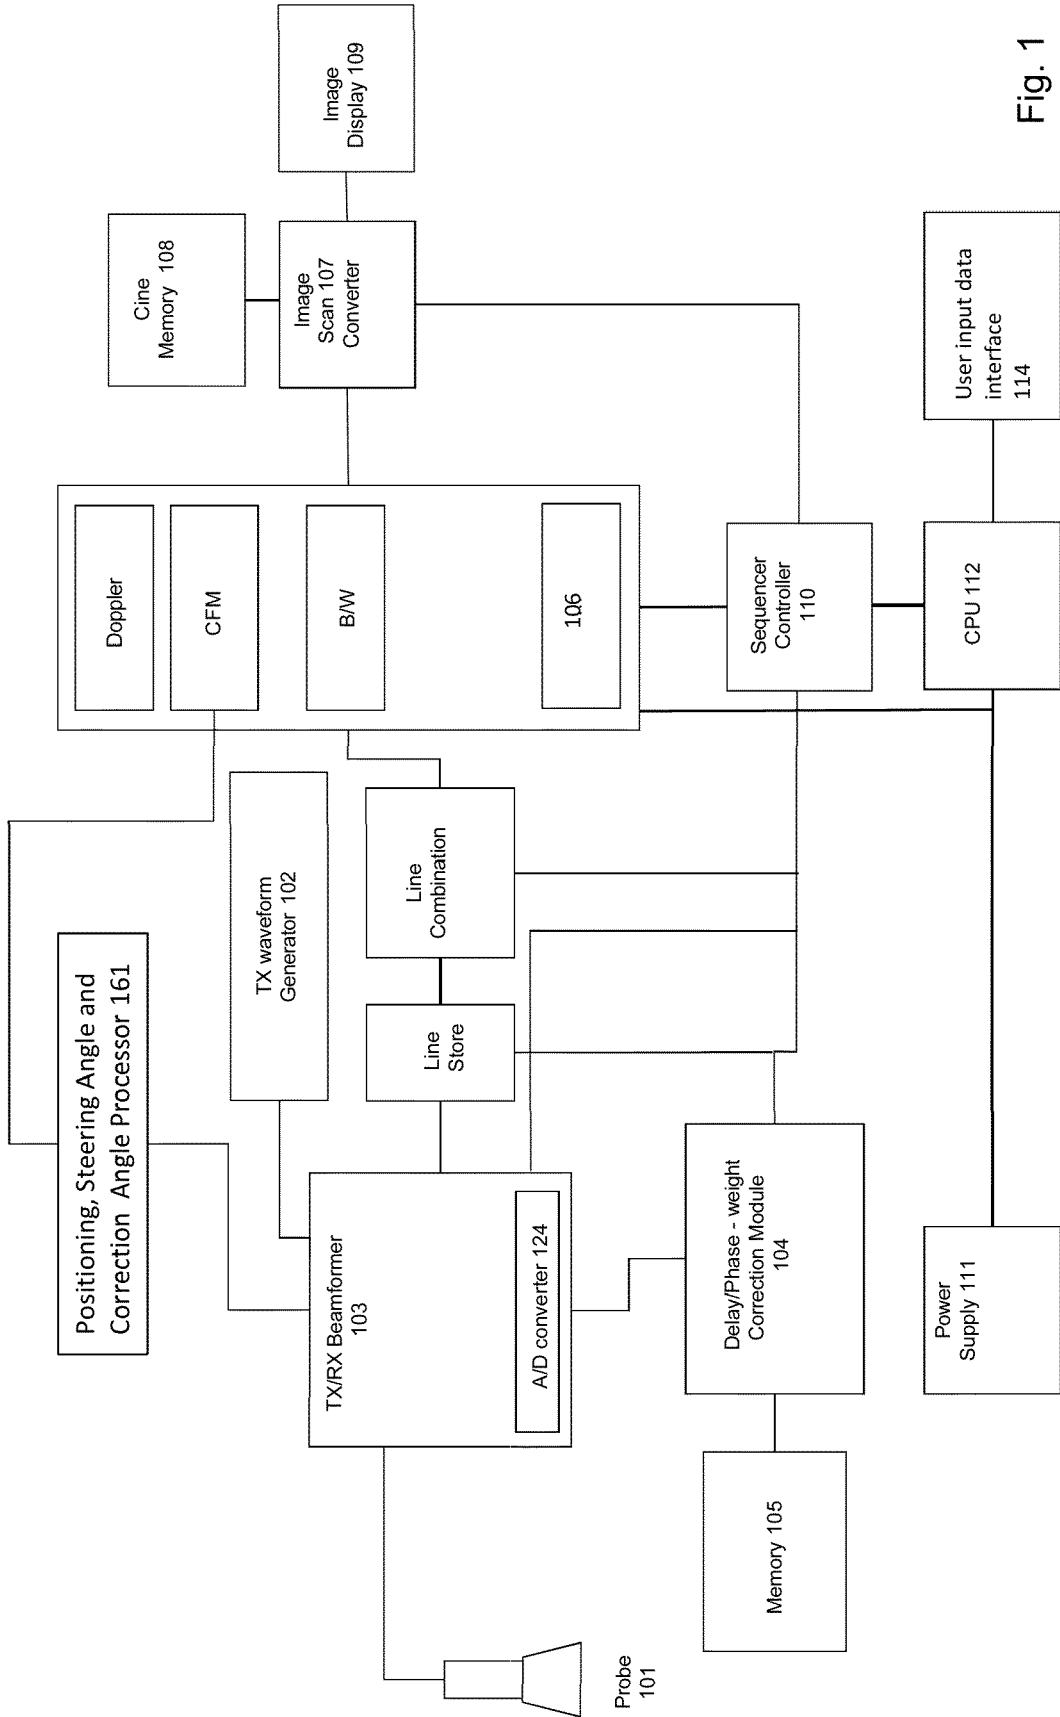 Positioning, Steering Angle and
Correction Angle Processor 161
Doppler
CFM
B/W
106
Cine
Memory 108
Image
Scan 107
Converter
Image
Display 109
TX waveform
Generator 102
Line
Store
Line
Combination
TX/RX Beamformer
103
A/D converter 124
Probe
101
Delay/Phase - weight
Correction Module
104
Memory 105
Sequencer
Controller
110
Power
Supply 111
CPU 112
User input data
interface
114
Fig. 1